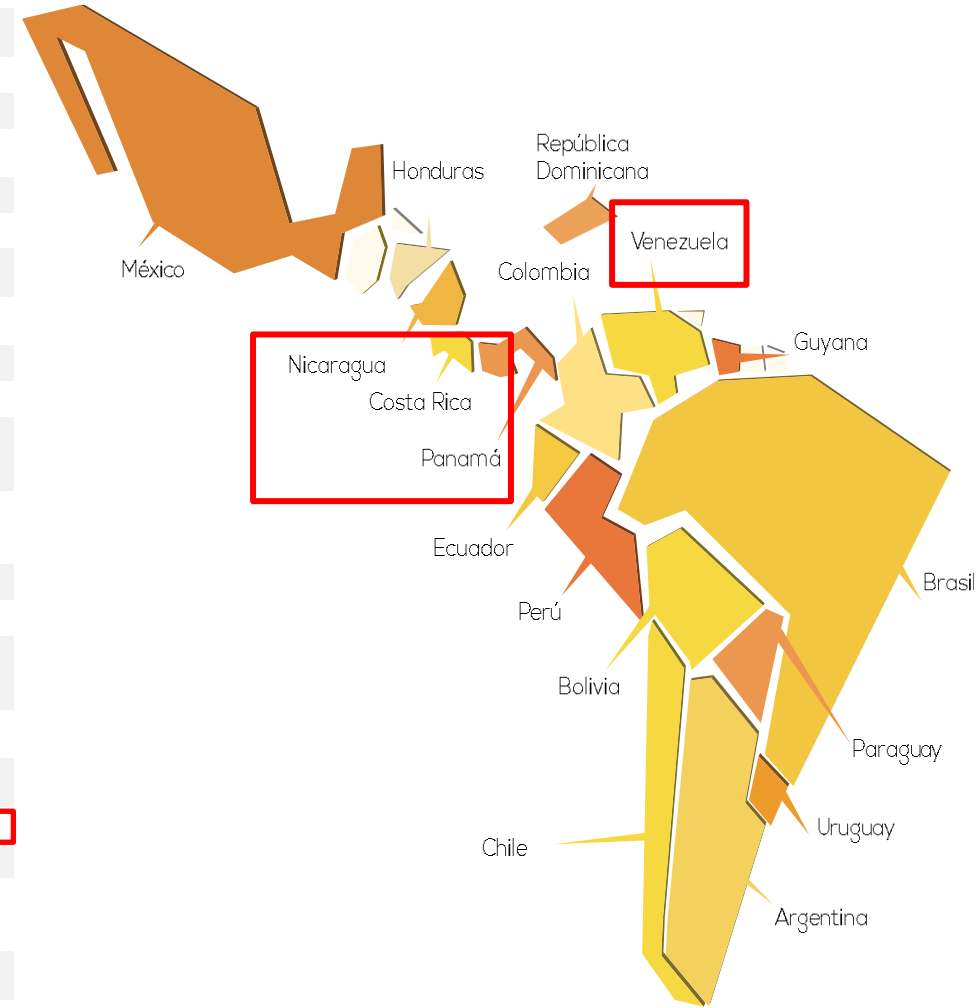 República
Dominicana
Honduras
Venezuela
México
Colombia
Guyana
Nicaragua
Costa Rica
Panamá
Ecuador
Brasil
Perú
Bolivia
Paraguay
Uruguay
Chile
Argentina